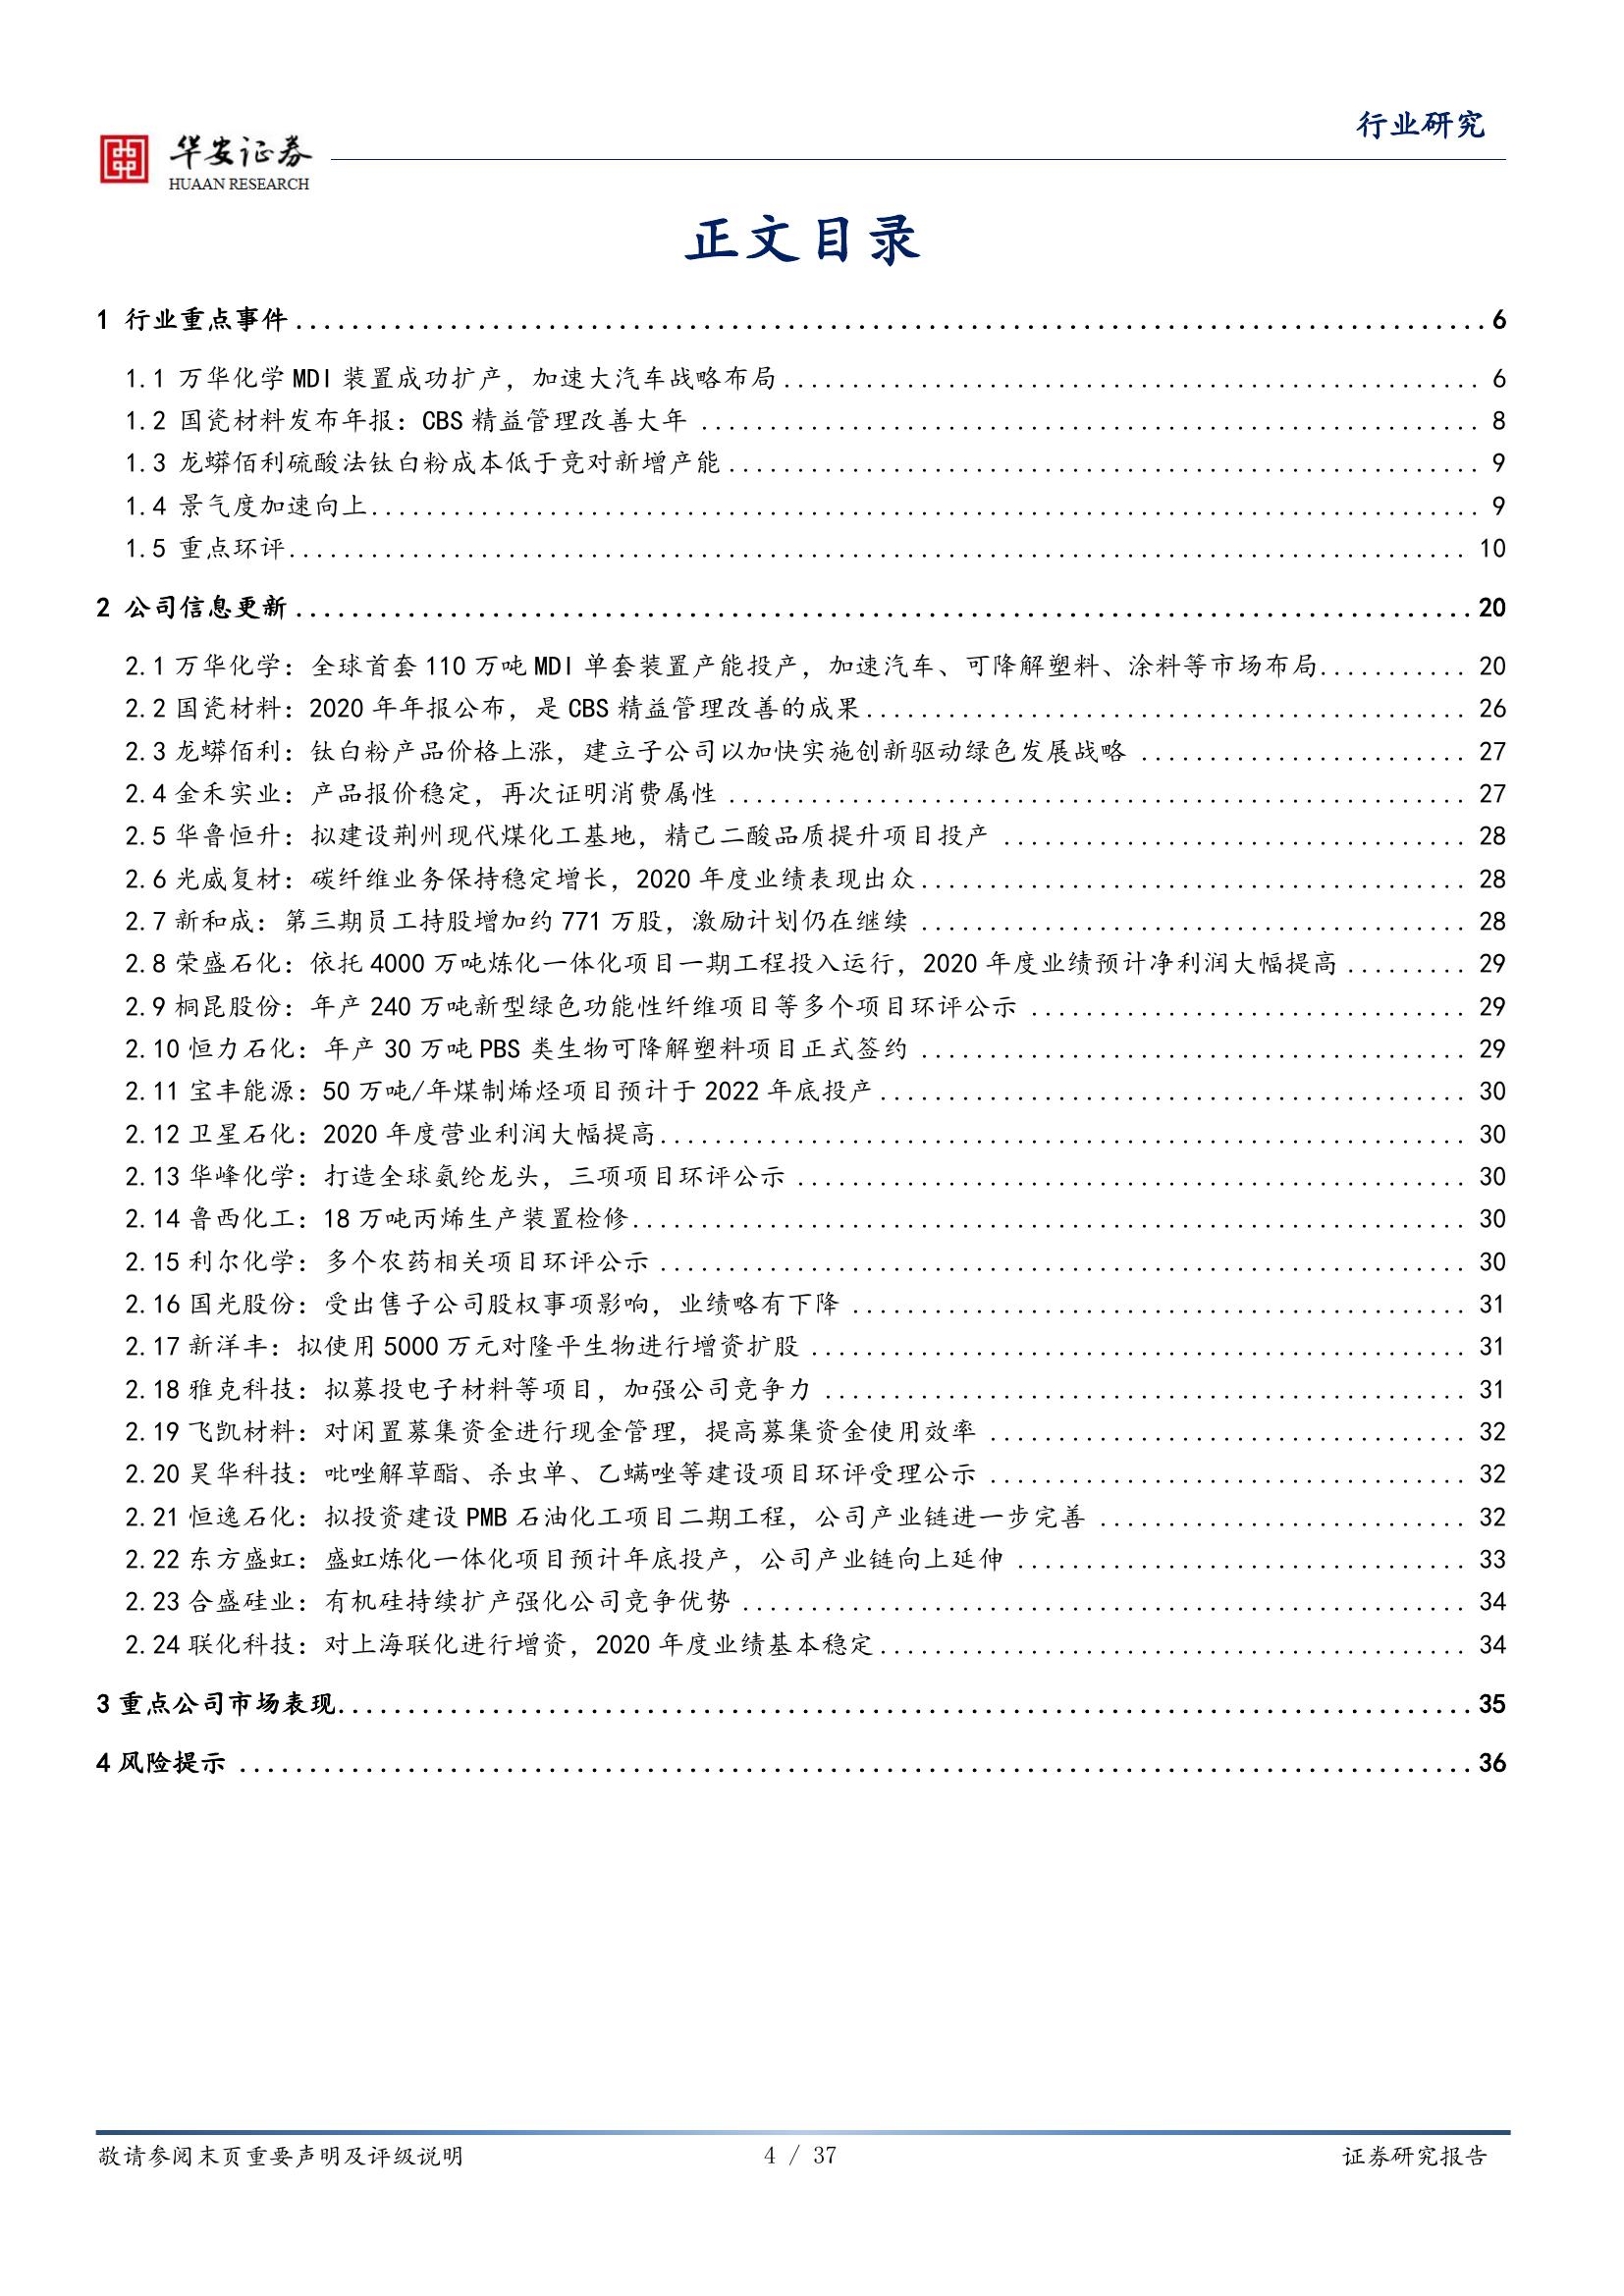 行业研究
华安证券
HUAAN RESEARCH
正文目录
1 行业重点事件 6
1.1 万华化学 MDI 装置成功扩产，加速大汽车战略布局 6
1.2 国瓷材料发布年报：CBS 精益管理改善大年 8
1.3 龙蟒佰利硫酸法钛白粉成本低于竞对新增产能 9
1.4 景气度加速向上 9
1.5 重点环评 10
2 公司信息更新 20
2.1 万华化学：全球首套 110 万吨 MDI 单套装置产能投产，加速汽车、可降解塑料、涂料等市场布局 20
2.2 国瓷材料：2020 年年报公布，是 CBS 精益管理改善的成果 26
2.3 龙蟒佰利：钛白粉产品价格上涨，建立子公司以加快实施创新驱动绿色发展战略 27
2.4 金禾实业：产品报价稳定，再次证明消费属性 27
2.5 华鲁恒升：拟建设荆州现代煤化工基地，精己二酸品质提升项目投产 28
2.6 光威复材：碳纤维业务保持稳定增长，2020 年度业绩表现出众 28
2.7 新和成：第三期员工持股增加约 771 万股，激励计划仍在继续 28
2.8 荣盛石化：依托 4000 万吨炼化一体化项目一期工程投入运行，2020 年度业绩预计净利润大幅提高 29
2.9 桐昆股份：年产 240 万吨新型绿色功能性纤维项目等多个项目环评公示 29
2.10 恒力石化：年产 30 万吨 PBS 类生物可降解塑料项目正式签约 29
2.11 宝丰能源：50 万吨/年煤制烯烃项目预计于 2022 年底投产 30
2.12 卫星石化：2020 年度营业利润大幅提高 30
2.13 华峰化学：打造全球氨纶龙头，三项项目环评公示 30
2.14 鲁西化工：18 万吨丙烯生产装置检修 30
2.15 利尔化学：多个农药相关项目环评公示 30
2.16 国光股份：受出售子公司股权事项影响，业绩略有下降 31
2.17 新洋丰：拟使用 5000 万元对隆平生物进行增资扩股 31
2.18 雅克科技：拟募投电子材料等项目，加强公司竞争力 31
2.19 飞凯材料：对闲置募集资金进行现金管理，提高募集资金使用效率 32
2.20 昊华科技：吡唑解草酯、杀虫单、乙螨唑等建设项目环评受理公示 32
2.21 恒逸石化：拟投资建设 PMB 石油化工项目二期工程，公司产业链进一步完善 32
2.22 东方盛虹：盛虹炼化一体化项目预计年底投产，公司产业链向上延伸 33
2.23 合盛硅业：有机硅持续扩产强化公司竞争优势 34
2.24 联化科技：对上海联化进行增资，2020 年度业绩基本稳定 34
3 重点公司市场表现 35
4 风险提示 36
敬请参阅末页重要声明及评级说明 4 / 37 证券研究报告